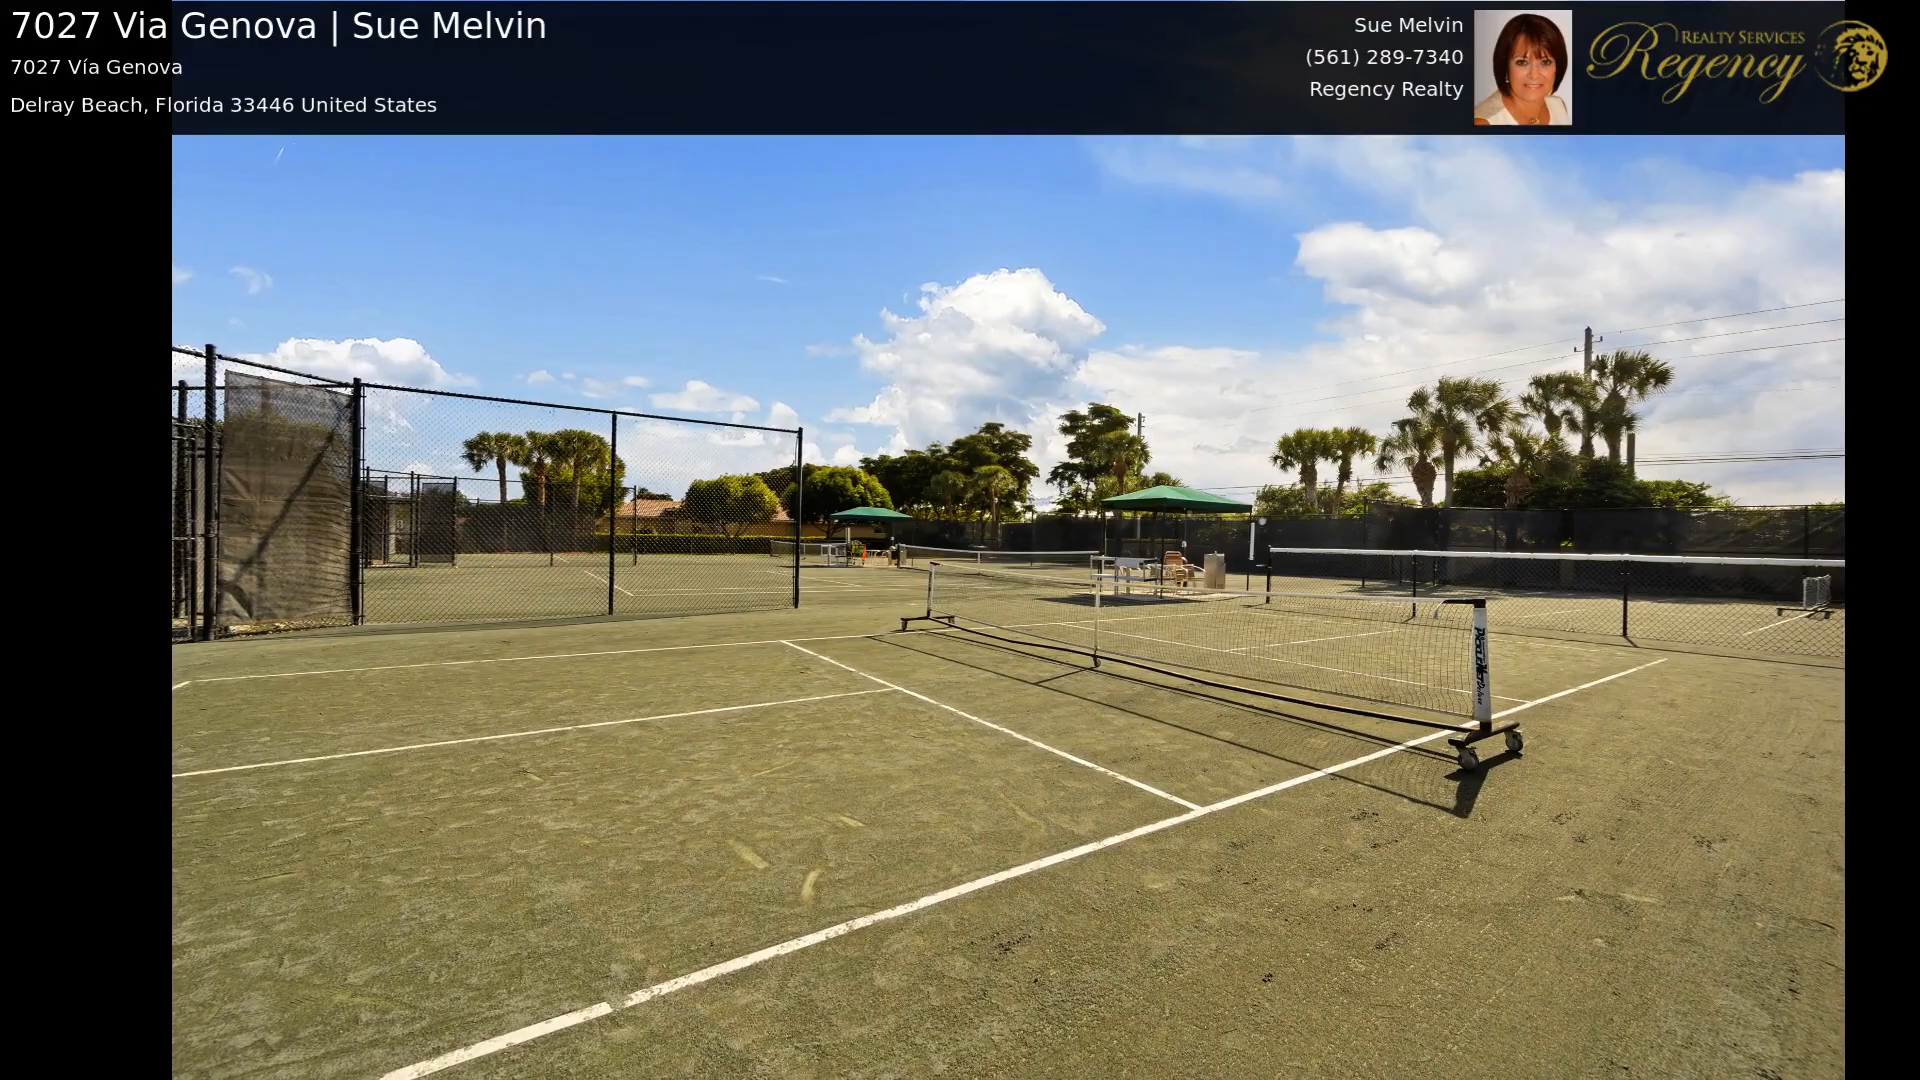 7027 Via Genova | Sue Melvin
7027 Vía Genova
Delray Beach, Florida 33446 United States
Sue Melvin
(561) 289-7340
Regency Realty
REALTY SERVICES
Regency